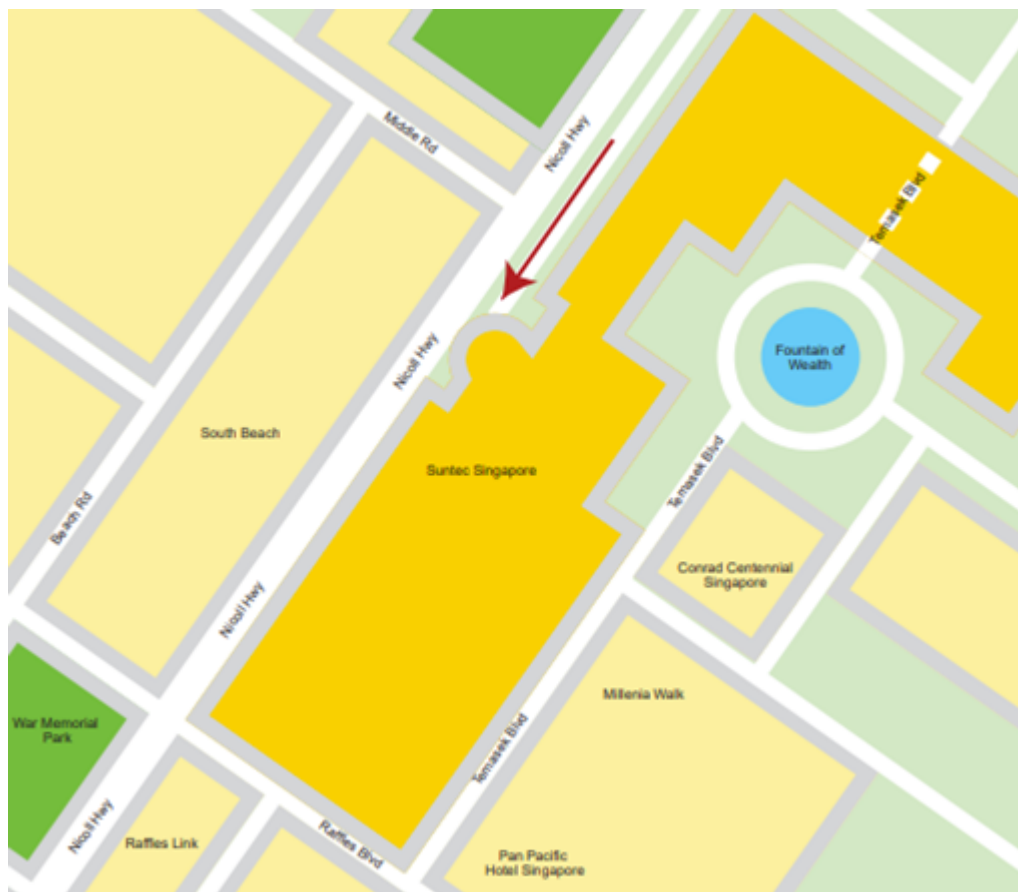 Middle Rd
Nicoll Hwy
Temasek Blvd
Nicoll Hwy
Fountain of
Wealth
South Beach
Suntec Singapore
Temasek Blvd
Beach Rd
Conrad Centennial
Singapore
Nicoll Hwy
Millenia Walk
War Memorial
Park
Temasek Blvd
Nicoll Hwy
Raffles Link
Raffles Blvd
Pan Pacific
Hotel Singapore